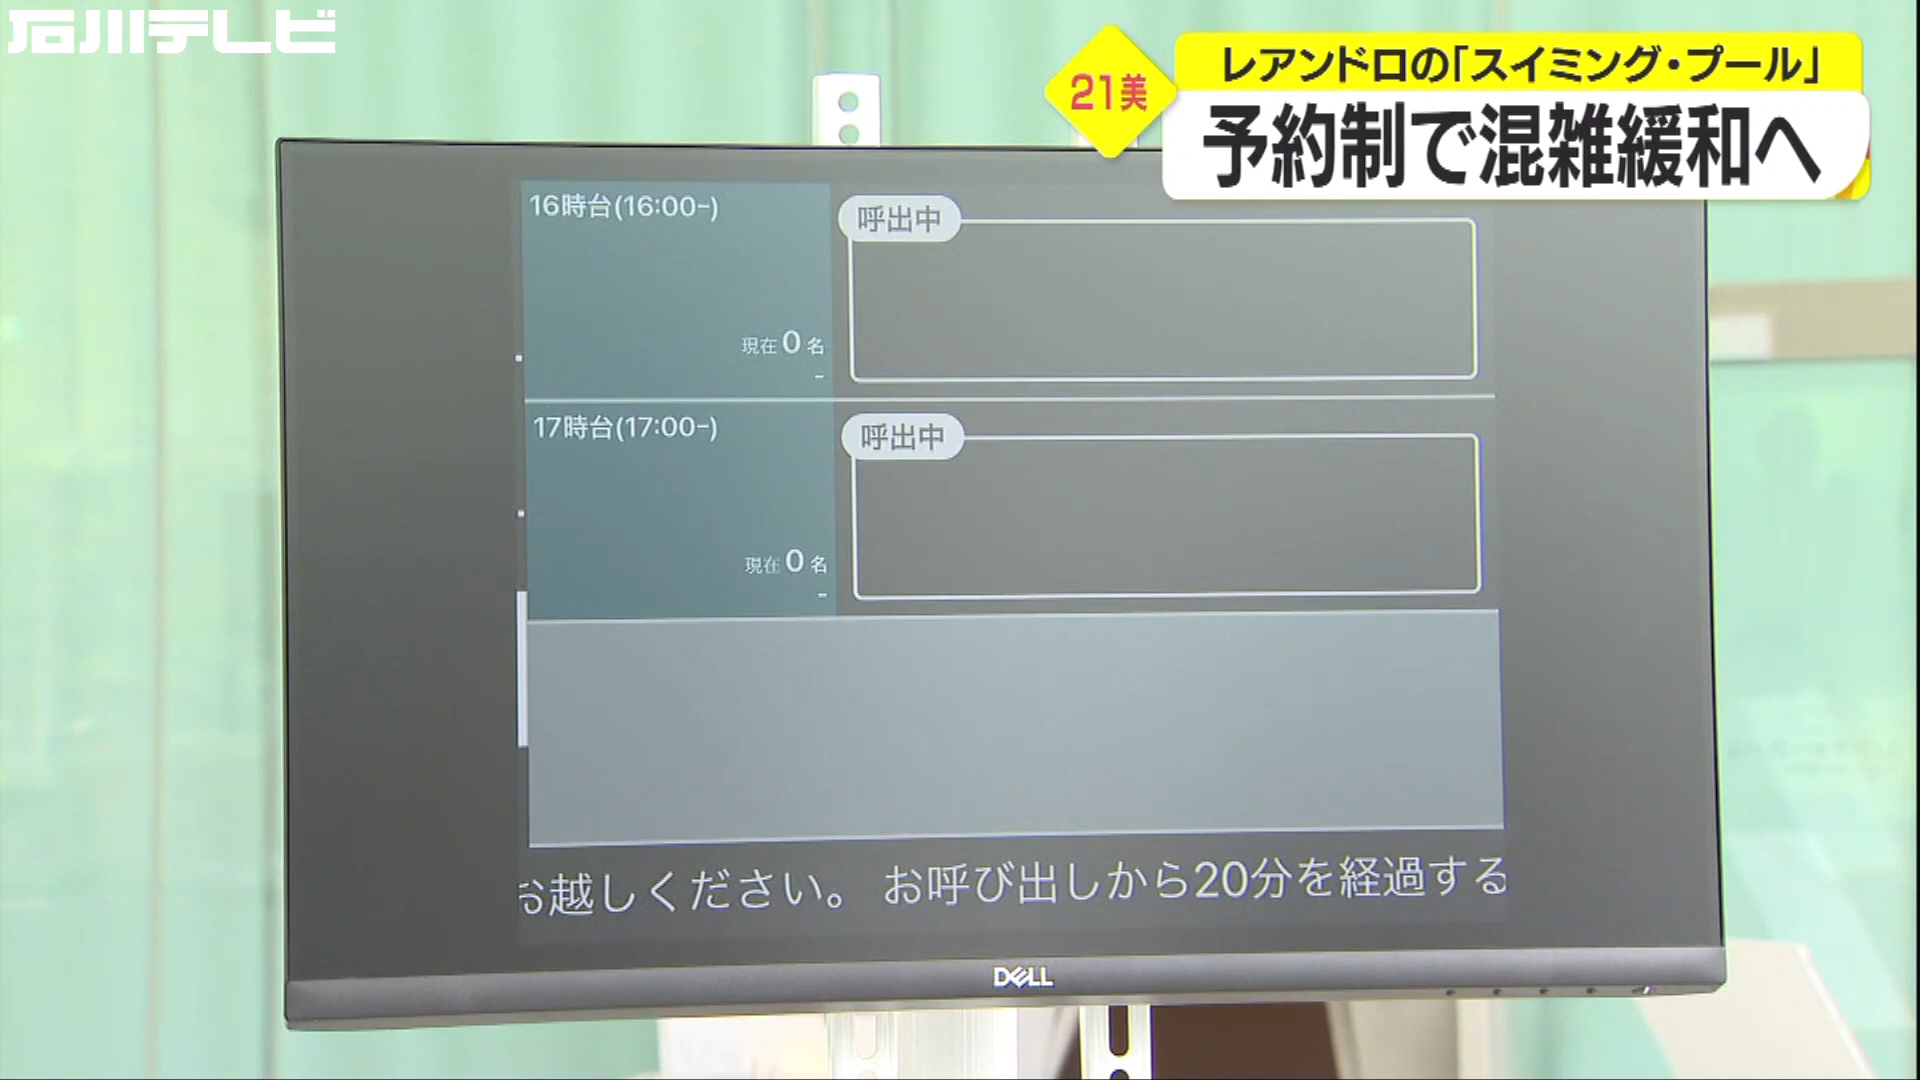 石川テレビ
21美
レアンドロの「スイミング・プール」
予約制で混雑緩和へ
16時台(16:00-)
呼出中
現在0名
-
17時台(17:00-)
呼出中
現在0名
-
お越しください。 お呼び出しから20分を経過する
DELL